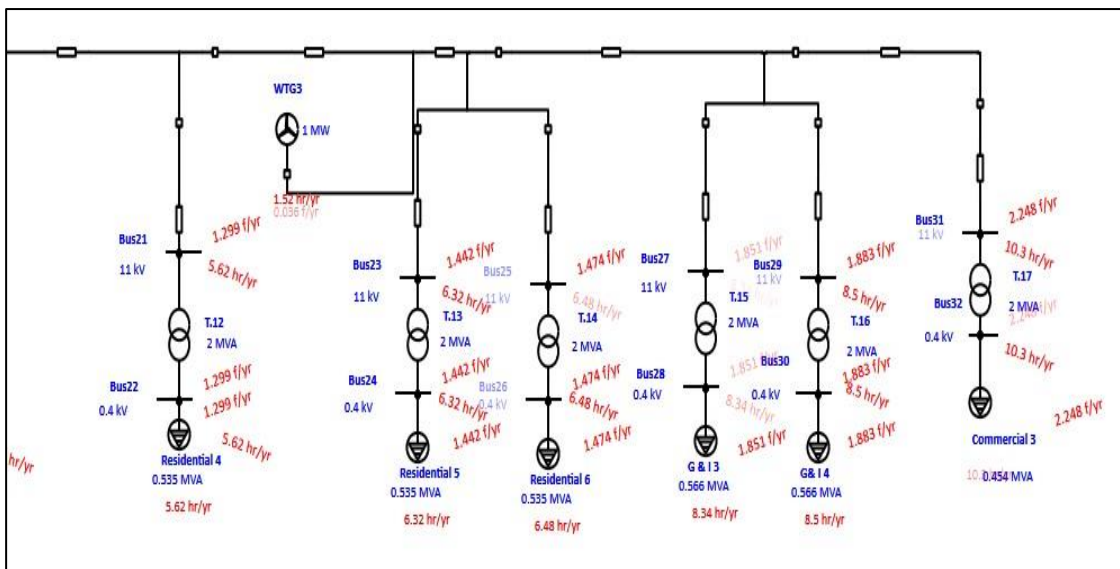 WTG3
1 MW
1.52 hr/yr
0.036 f/yr
Bus21
11 kV
1.299 f/yr
5.62 hr/yr
T.12
2 MVA
Bus22
0.4 kV
1.299 f/yr
1.299 f/yr
5.62 hr/yr
Residential 4
0.535 MVA
5.62 hr/yr
hr/yr
Bus23
11 kV
1.442 f/yr
6.32 hr/yr
T.13
2 MVA
Bus24
0.4 kV
1.442 f/yr
6.32 hr/yr
1.442 f/yr
Residential 5
0.535 MVA
6.32 hr/yr
Bus25
11 kV
1.474 f/yr
6.48 hr/yr
T.14
2 MVA
Bus26
0.4 kV
1.474 f/yr
6.48 hr/yr
1.474 f/yr
Residential 6
0.535 MVA
6.48 hr/yr
Bus27
11 kV
1.851 f/yr
T.15
2 MVA
Bus28
0.4 kV
1.851 f/yr
8.34 hr/yr
1.851 f/yr
G & I 3
0.566 MVA
8.34 hr/yr
Bus29
11 kV
1.883 f/yr
8.5 hr/yr
T.16
2 MVA
Bus30
0.4 kV
1.883 f/yr
8.5 hr/yr
1.883 f/yr
G& I 4
0.566 MVA
8.5 hr/yr
Bus31
11 kV
2.248 f/yr
10.3 hr/yr
T.17
2 MVA
Bus32
0.4 kV
2.248 f/yr
10.3 hr/yr
2.248 f/yr
Commercial 3
0.454 MVA